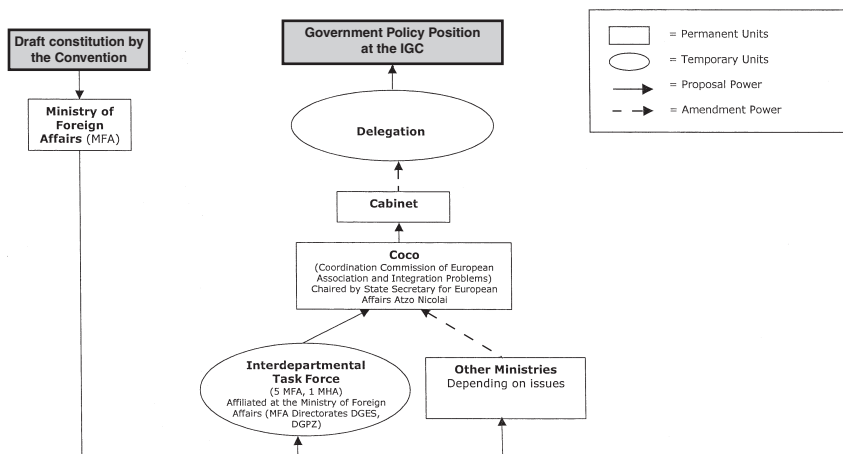 Draft constitution by
the Convention
Ministry of
Foreign
Affairs (MFA)
Government Policy Position
at the IGC
Delegation
Cabinet
Coco
(Coordination Commission of European
Association and Integration Problems)
Chaired by State Secretary for European
Affairs Atzo Nicolai
Interdepartmental
Task Force
(5 MFA, 1 MHA)
Affiliated at the Ministry of Foreign
Affairs (MFA Directorates DGES,
DGPZ)
Other Ministries
Depending on issues
= Permanent Units
= Temporary Units
= Proposal Power
= Amendment Power